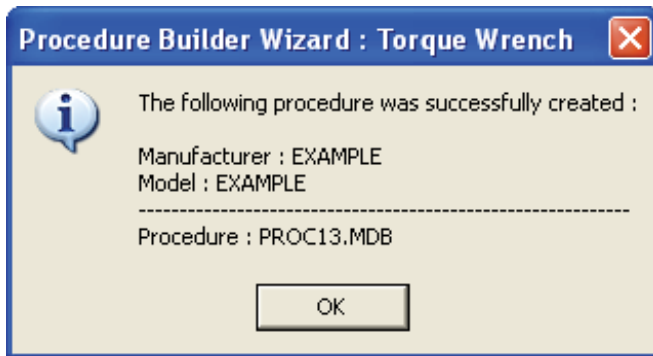 Procedure Builder Wizard : Torque Wrench
The following procedure was successfully created :
Manufacturer : EXAMPLE
Model : EXAMPLE
------------------------------------------------------------
Procedure : PROC13.MDB
OK